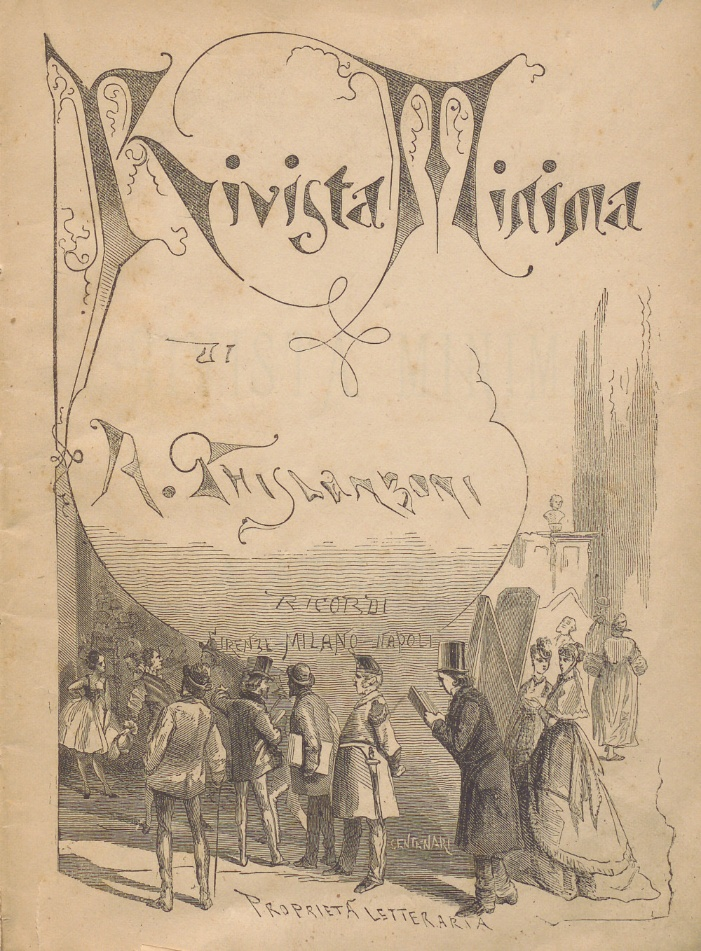 Rivista Minima
DI
A. GHISLANZONI
RICORDI
FIRENZE MILANO NAPOLI
CENTENARI
PROPRIETÀ LETTERARIA